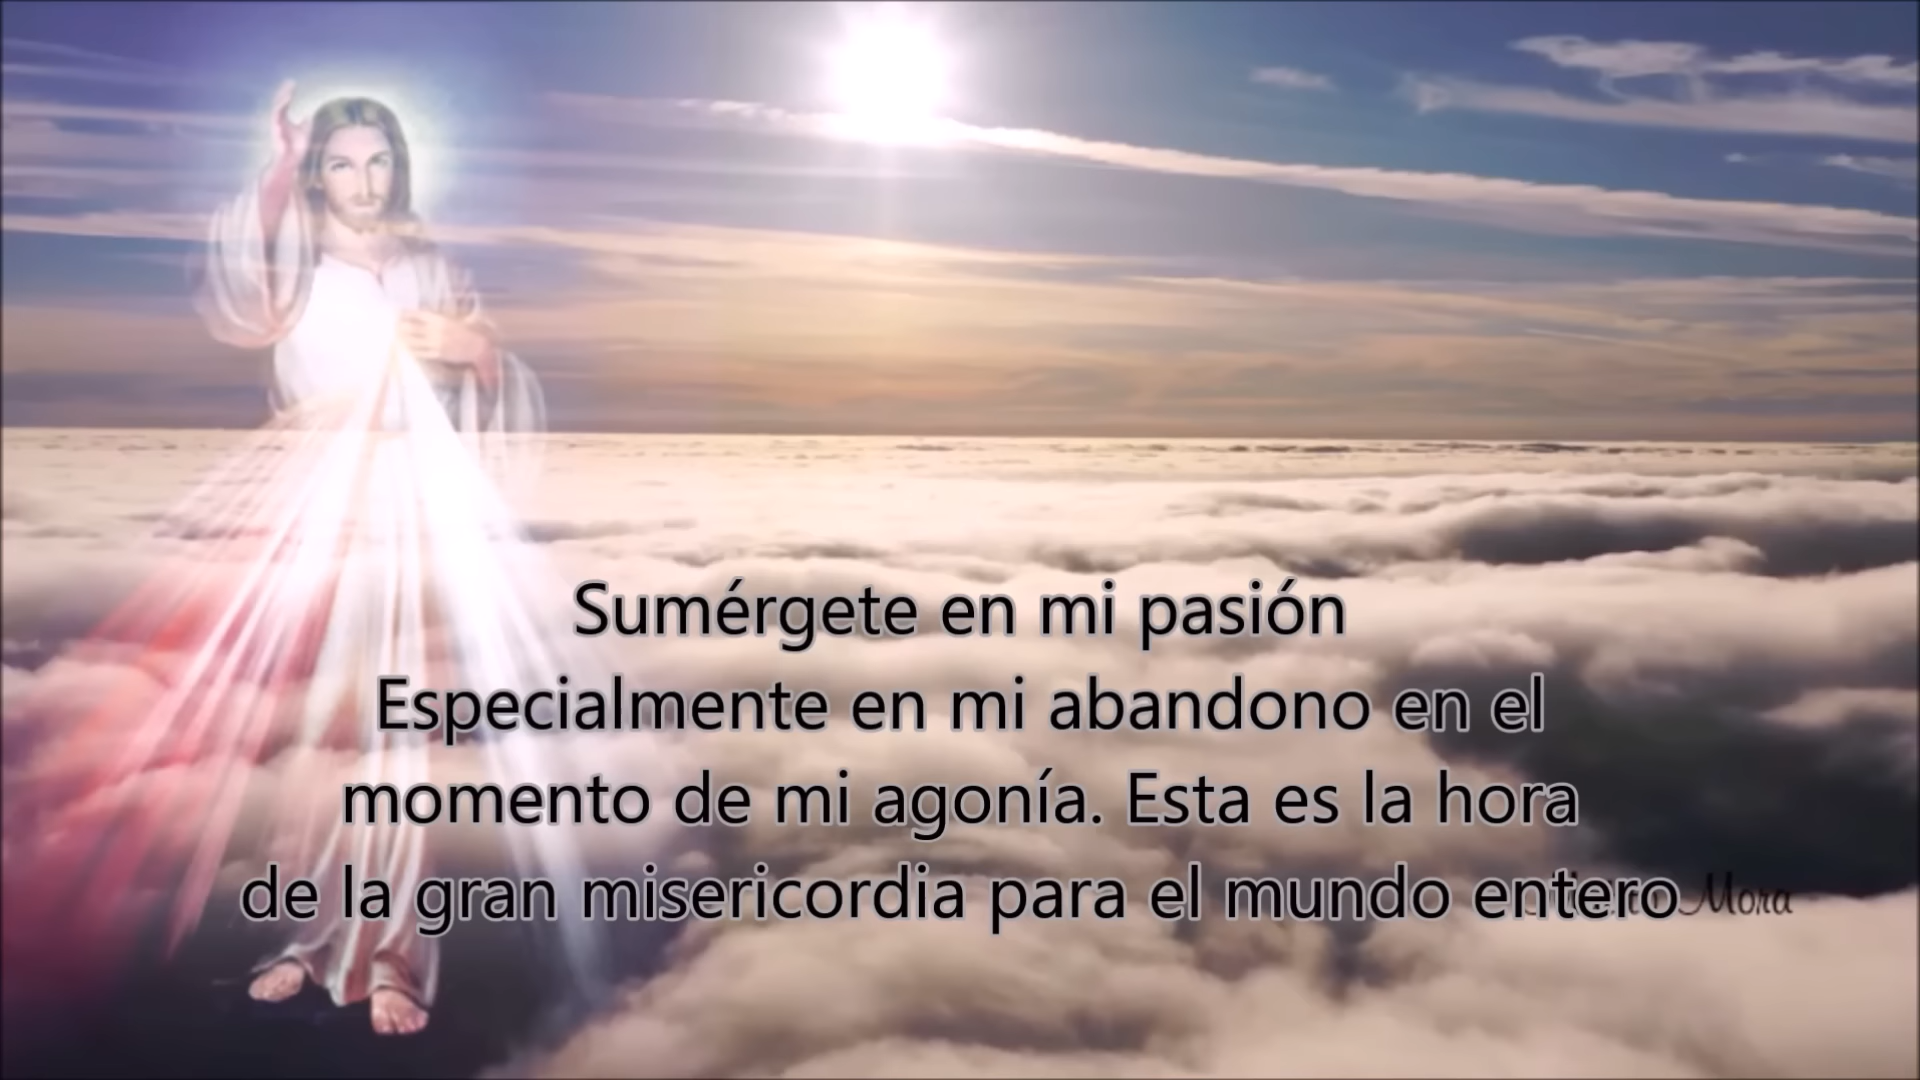 Sumérgete en mi pasión
Especialmente en mi abandono en el
momento de mi agonía. Esta es la hora
de la gran misericordia para el mundo entero
Mora